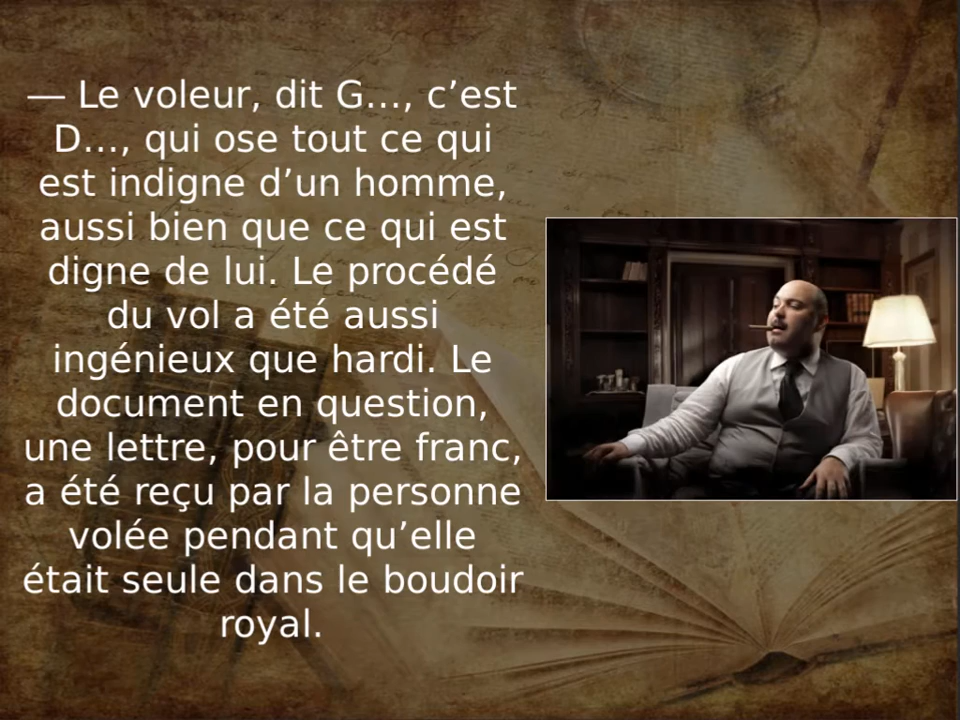 — Le voleur, dit G…, c’est
D…, qui ose tout ce qui
est indigne d’un homme,
aussi bien que ce qui est
digne de lui. Le procédé
du vol a été aussi
ingénieux que hardi. Le
document en question,
une lettre, pour être franc,
a été reçu par la personne
volée pendant qu’elle
était seule dans le boudoir
royal.